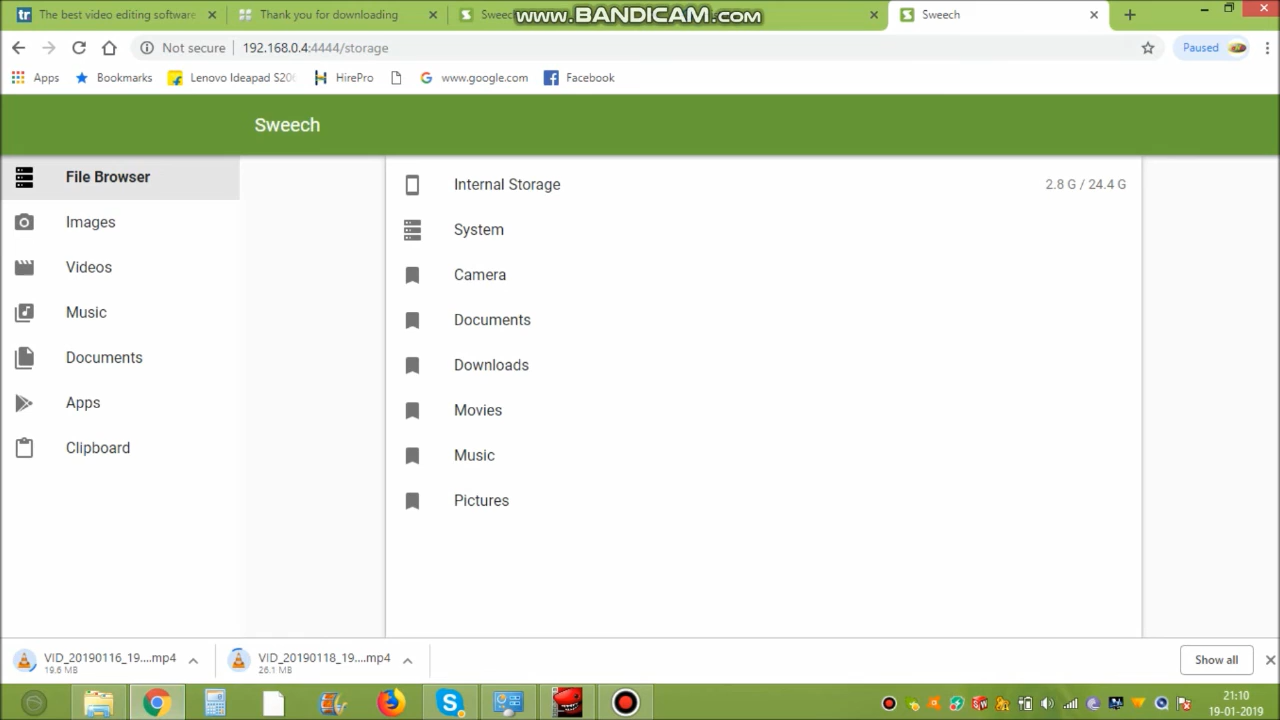 The best video editing software
Thank you for downloading
Sweec
www.BANDICAM.com
Sweech
Not secure
192.168.0.4:4444/storage
Paused
Apps
Bookmarks
Lenovo Ideapad S206
HirePro
www.google.com
Facebook
Sweech
File Browser
Images
Videos
Music
Documents
Apps
Clipboard
Internal Storage
2.8 G / 24.4 G
System
Camera
Documents
Downloads
Movies
Music
Pictures
VID_20190116_19....mp4
19.6 MB
VID_20190118_19....mp4
26.1 MB
Show all
21:10
19-01-2019